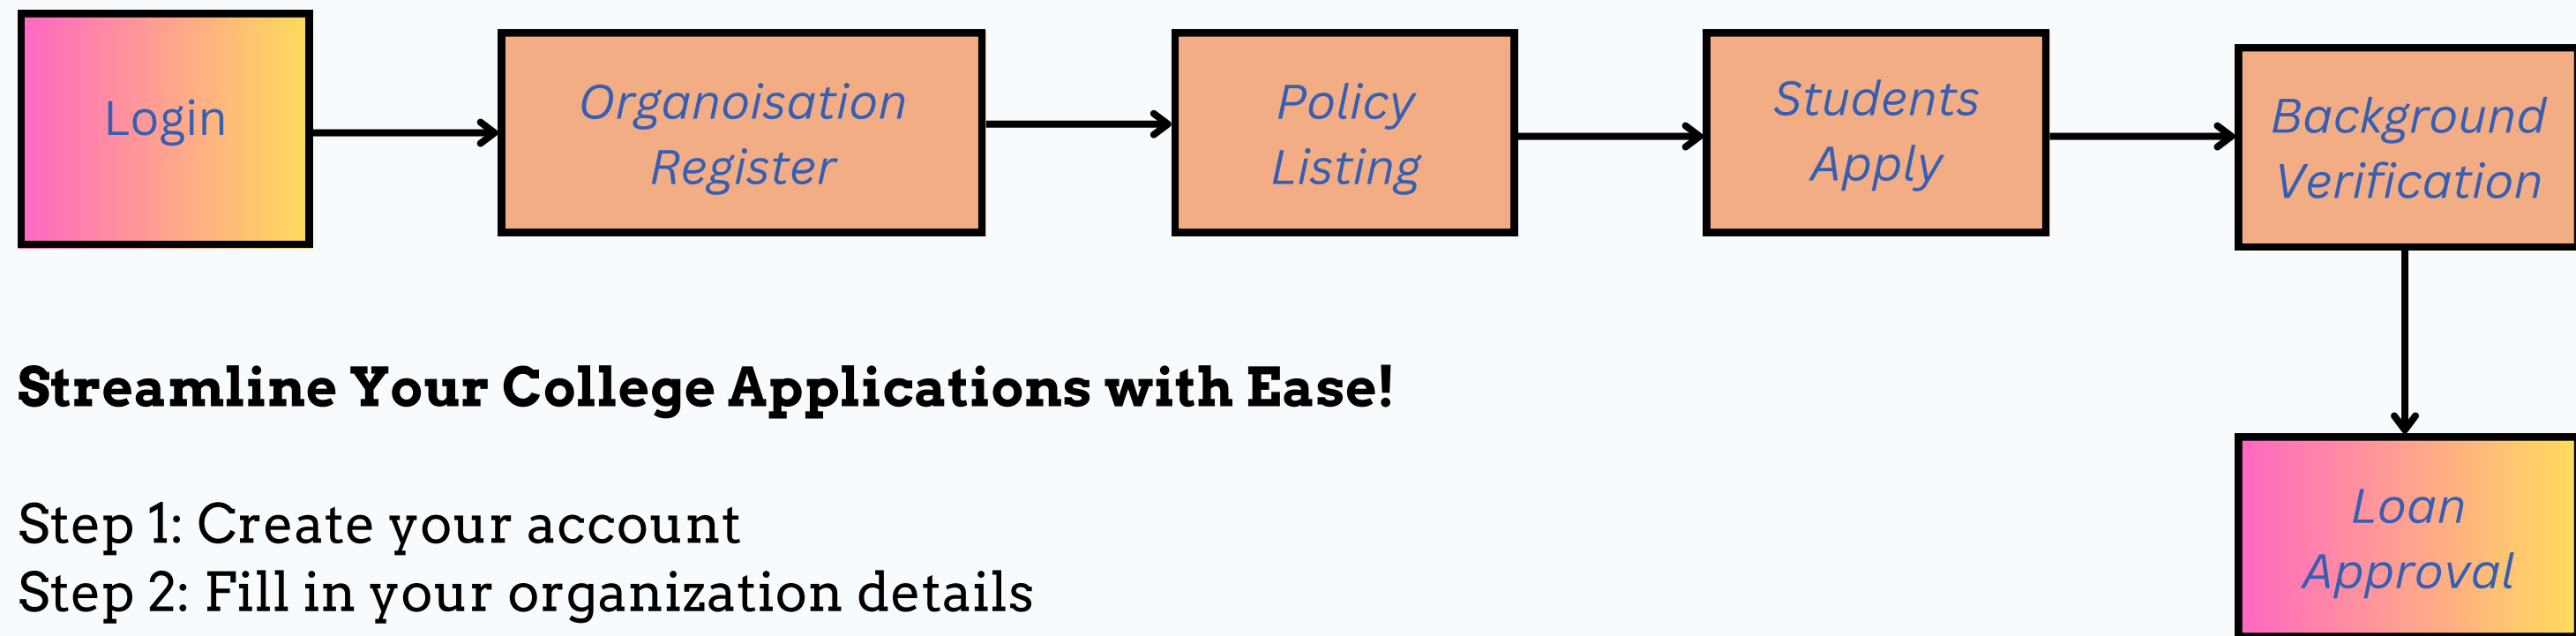 Login
Organoisation
Register
Policy
Listing
Students
Apply
Background
Verification
Loan
Approval
Streamline Your College Applications with Ease!
Step 1: Create your account
Step 2: Fill in your organization details